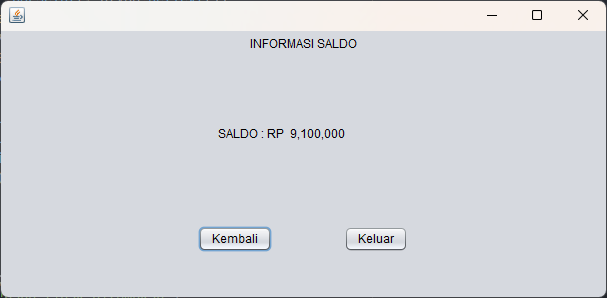 INFORMASI SALDO
SALDO : RP 9,100,000
Kembali
Keluar